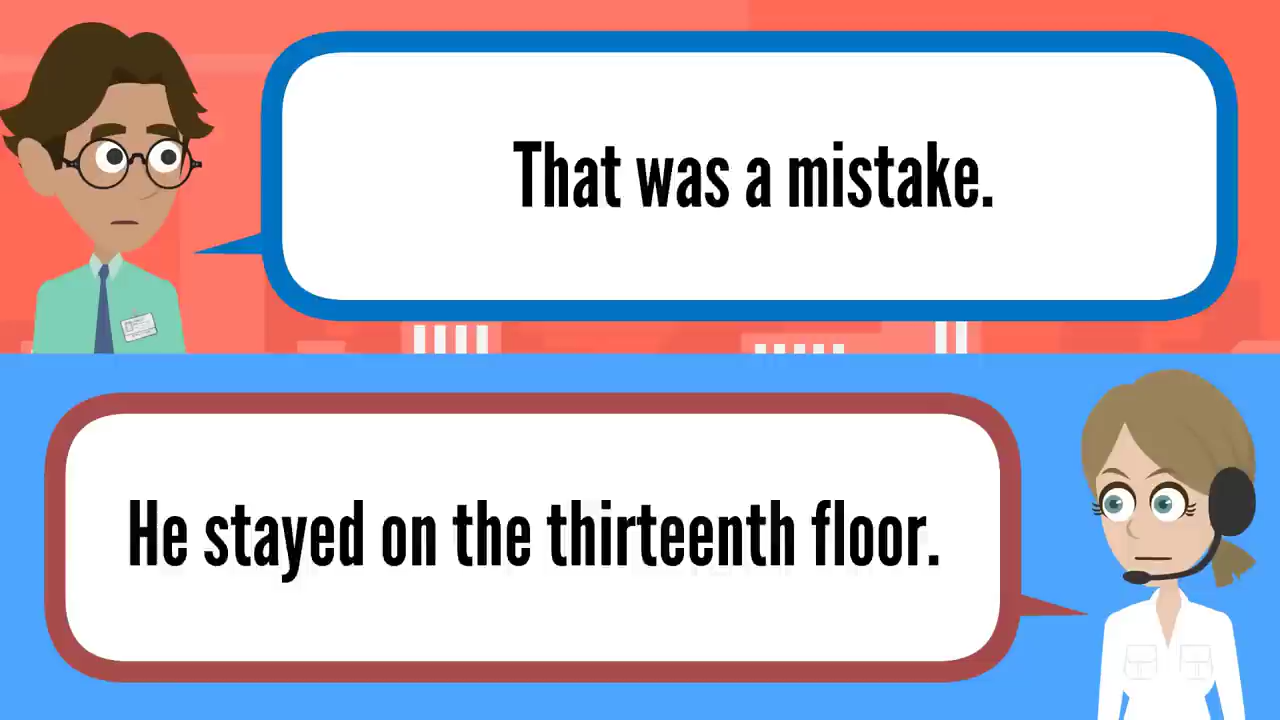 That was a mistake.
He stayed on the thirteenth floor.